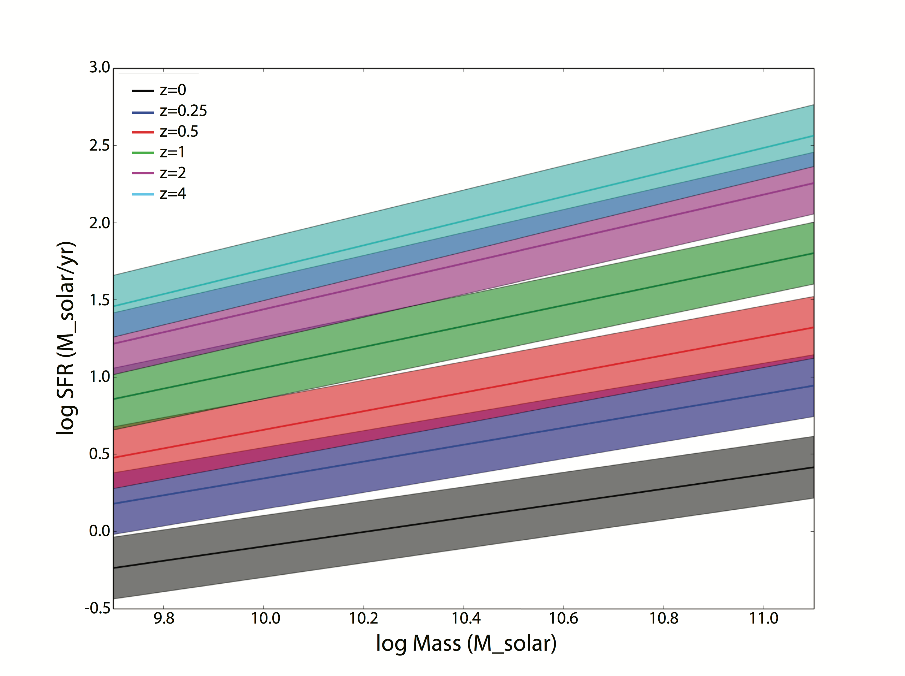 3.0
z=0
z=0.25
2.5
z=0.5
z=1
z=2
z=4
2.0
log SFR (M_solar/yr)
1.5
1.0
0.5
0.0
-0.5
9.8 10.0 10.2 10.4 10.6 10.8 11.0
log Mass (M_solar)